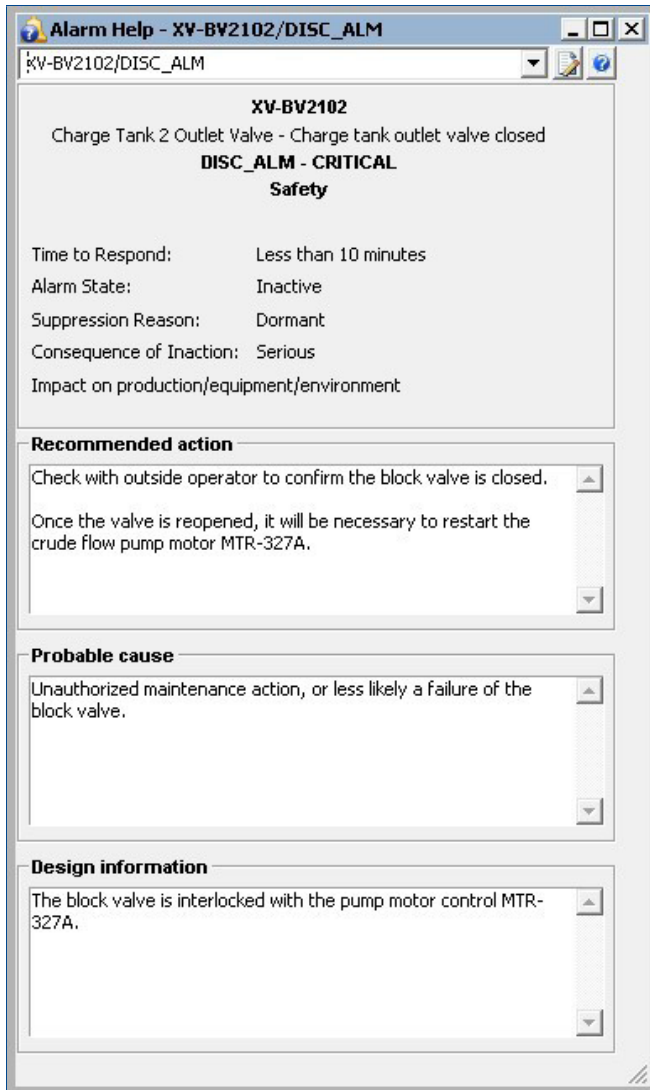 Alarm Help - XV-BV2102/DISC_ALM
XV-BV2102/DISC_ALM
XV-BV2102
Charge Tank 2 Outlet Valve - Charge tank outlet valve closed
DISC_ALM - CRITICAL
Safety
Time to Respond: Less than 10 minutes
Alarm State: Inactive
Suppression Reason: Dormant
Consequence of Inaction: Serious
Impact on production/equipment/environment
Recommended action
Check with outside operator to confirm the block valve is closed.
Once the valve is reopened, it will be necessary to restart the
crude flow pump motor MTR-327A.
Probable cause
Unauthorized maintenance action, or less likely a failure of the
block valve.
Design information
The block valve is interlocked with the pump motor control MTR-
327A.